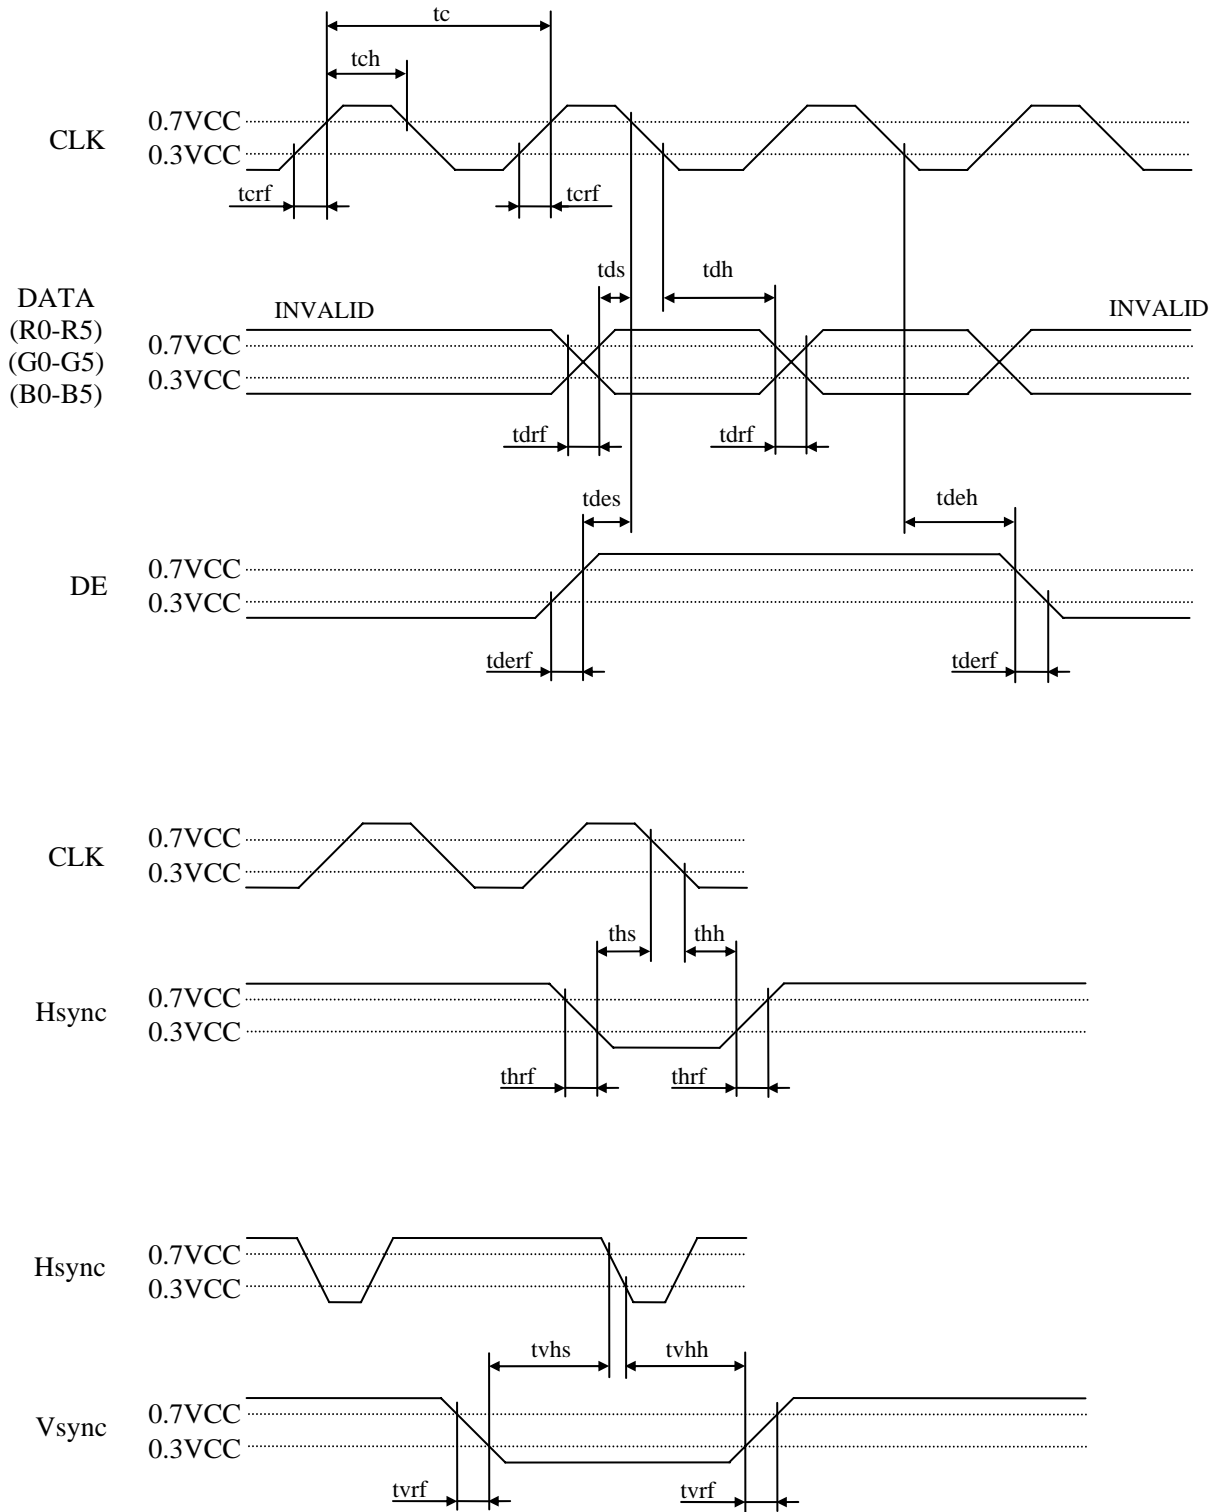 tc
tch
CLK
0.7VCC
0.3VCC
tcrf
tcrf
tds
tdh
DATA
(R0-R5)
(G0-G5)
(B0-B5)
INVALID
INVALID
0.7VCC
0.3VCC
tdrf
tdrf
tdes
tdeh
DE
0.7VCC
0.3VCC
tderf
tderf
CLK
0.7VCC
0.3VCC
ths
thh
Hsync
0.7VCC
0.3VCC
thrf
thrf
Hsync
0.7VCC
0.3VCC
tvhs
tvhh
Vsync
0.7VCC
0.3VCC
tvrf
tvrf